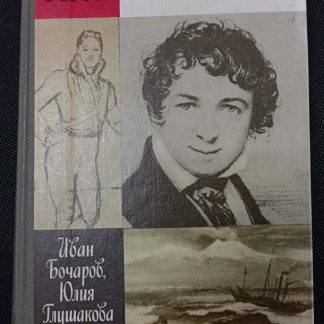 Иван
Бочаров,
Юлия
Глушакова